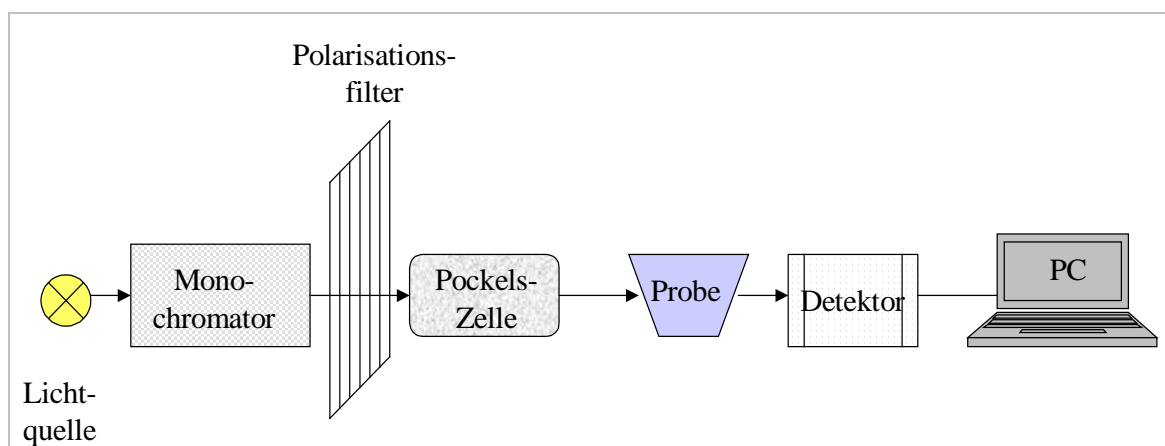 Polarisations-
filter
Mono-
chromator
Pockels-
Zelle
Probe
Detektor
PC
Licht-
quelle